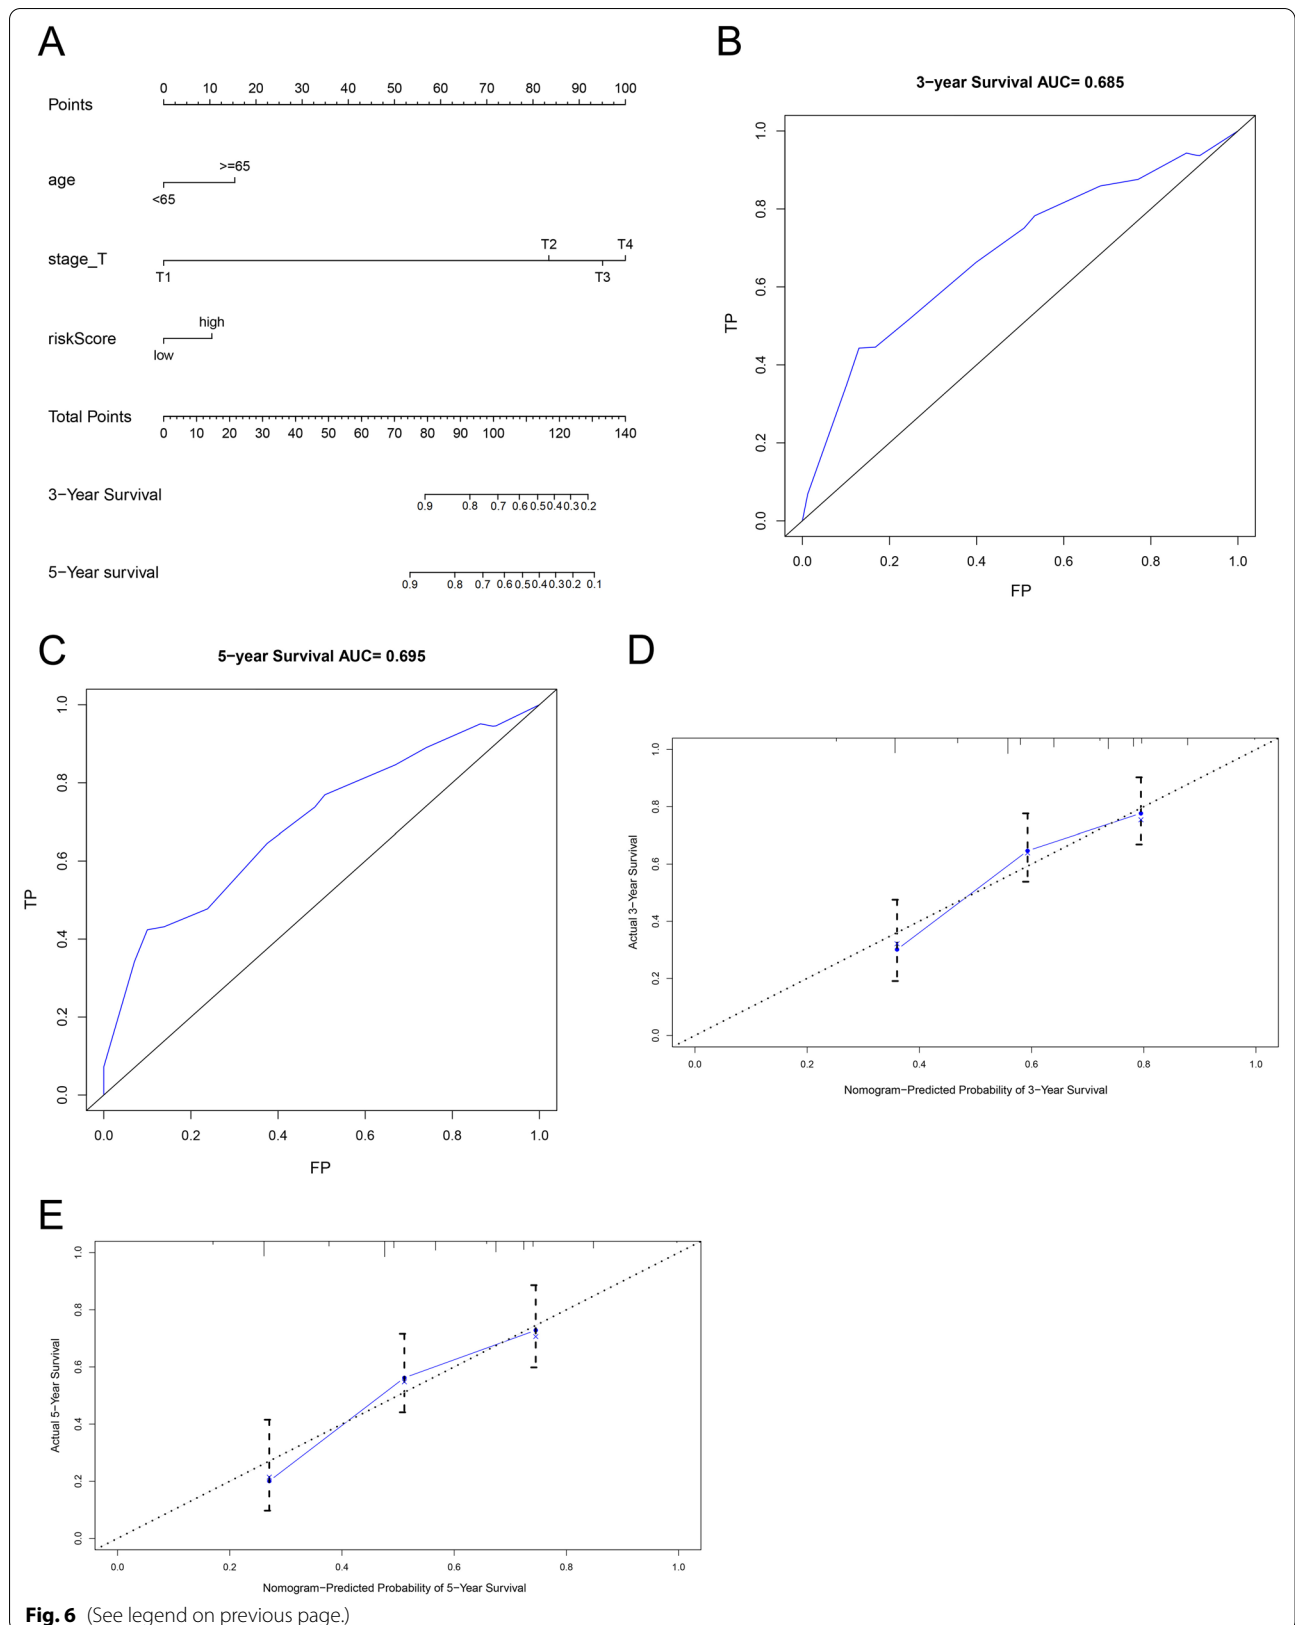 A
Points
0 10 20 30 40 50 60 70 80 90 100
age
>=65
<65
stage_T
T2 T4
T1 T3
riskScore
high
low
Total Points
0 10 20 30 40 50 60 70 80 90 100 120 140
3−Year Survival
0.9 0.8 0.7 0.6 0.5 0.4 0.3 0.2
5−Year survival
0.9 0.8 0.7 0.6 0.5 0.4 0.3 0.2 0.1
B
3−year Survival AUC= 0.685
TP
1.0
0.8
0.6
0.4
0.2
0.0
0.0 0.2 0.4 0.6 0.8 1.0
FP
C
5−year Survival AUC= 0.695
TP
1.0
0.8
0.6
0.4
0.2
0.0
0.0 0.2 0.4 0.6 0.8 1.0
FP
D
Actual 3−Year Survival
1.0
0.8
0.6
0.4
0.2
0.0
0.0 0.2 0.4 0.6 0.8 1.0
Nomogram−Predicted Probability of 3−Year Survival
E
Actual 5−Year Survival
1.0
0.8
0.6
0.4
0.2
0.0
0.0 0.2 0.4 0.6 0.8 1.0
Nomogram−Predicted Probability of 5−Year Survival
Fig. 6 (See legend on previous page.)